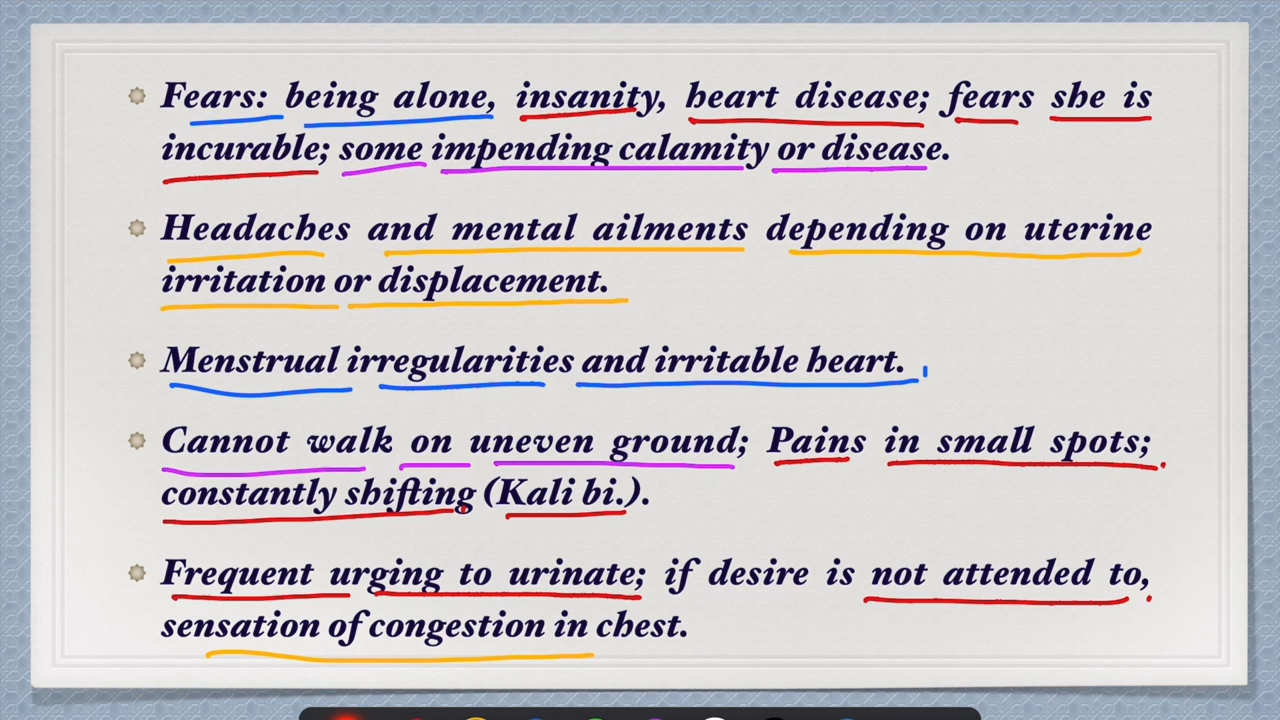 Fears: being alone, insanity, heart disease; fears she is
incurable; some impending calamity or disease.
Headaches and mental ailments depending on uterine
irritation or displacement.
Menstrual irregularities and irritable heart.
Cannot walk on uneven ground; Pains in small spots;
constantly shifting (Kali bi.).
Frequent urging to urinate; if desire is not attended to,
sensation of congestion in chest.